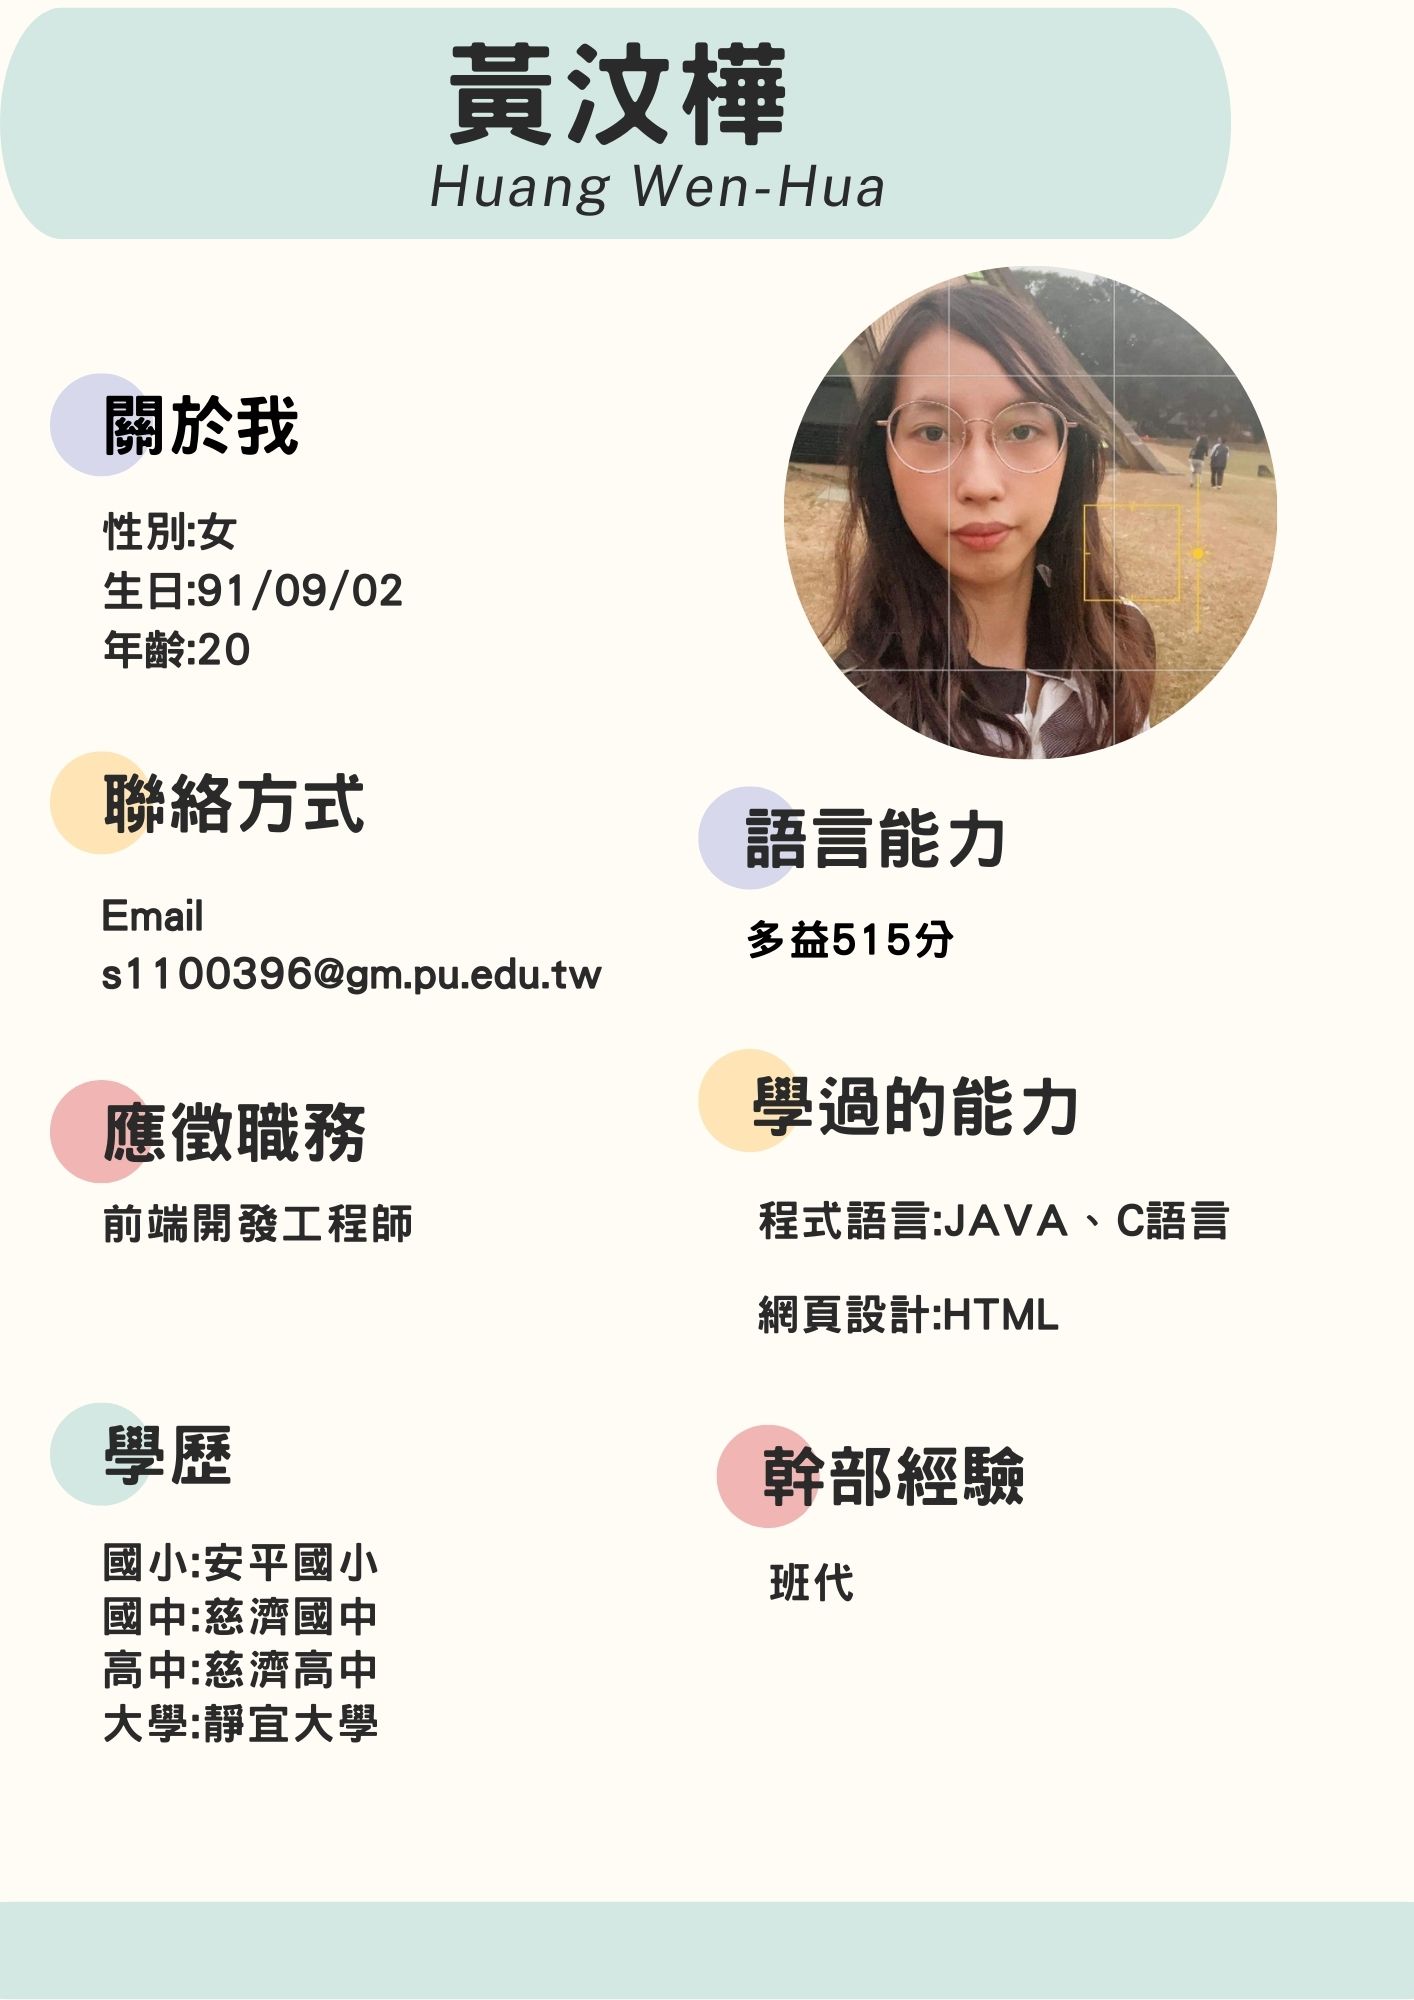 黃汶樺
Huang Wen-Hua
關於我
性別:女
生日:91/09/02
年齡:20
聯絡方式
Email
s1100396@gm.pu.edu.tw
應徵職務
前端開發工程師
學歷
國小:安平國小
國中:慈濟國中
高中:慈濟高中
大學:靜宜大學
語言能力
多益515分
學過的能力
程式語言:JAVA、C語言
網頁設計:HTML
幹部經驗
班代